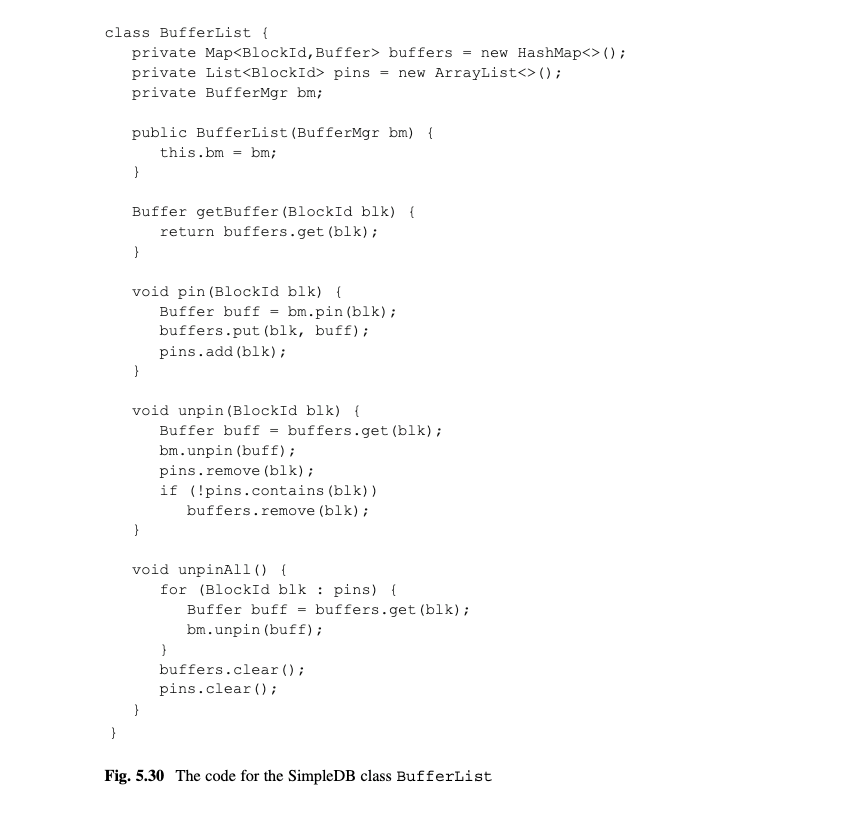 class BufferList {
   private Map<BlockId,Buffer> buffers = new HashMap<>();
   private List<BlockId> pins = new ArrayList<>();
   private BufferMgr bm;

   public BufferList(BufferMgr bm) {
      this.bm = bm;
   }

   Buffer getBuffer(BlockId blk) {
      return buffers.get(blk);
   }

   void pin(BlockId blk) {
      Buffer buff = bm.pin(blk);
      buffers.put(blk, buff);
      pins.add(blk);
   }

   void unpin(BlockId blk) {
      Buffer buff = buffers.get(blk);
      bm.unpin(buff);
      pins.remove(blk);
      if (!pins.contains(blk))
         buffers.remove(blk);
   }

   void unpinAll() {
      for (BlockId blk : pins) {
         Buffer buff = buffers.get(blk);
         bm.unpin(buff);
      }
      buffers.clear();
      pins.clear();
   }
}
Fig. 5.30 The code for the SimpleDB class BufferList